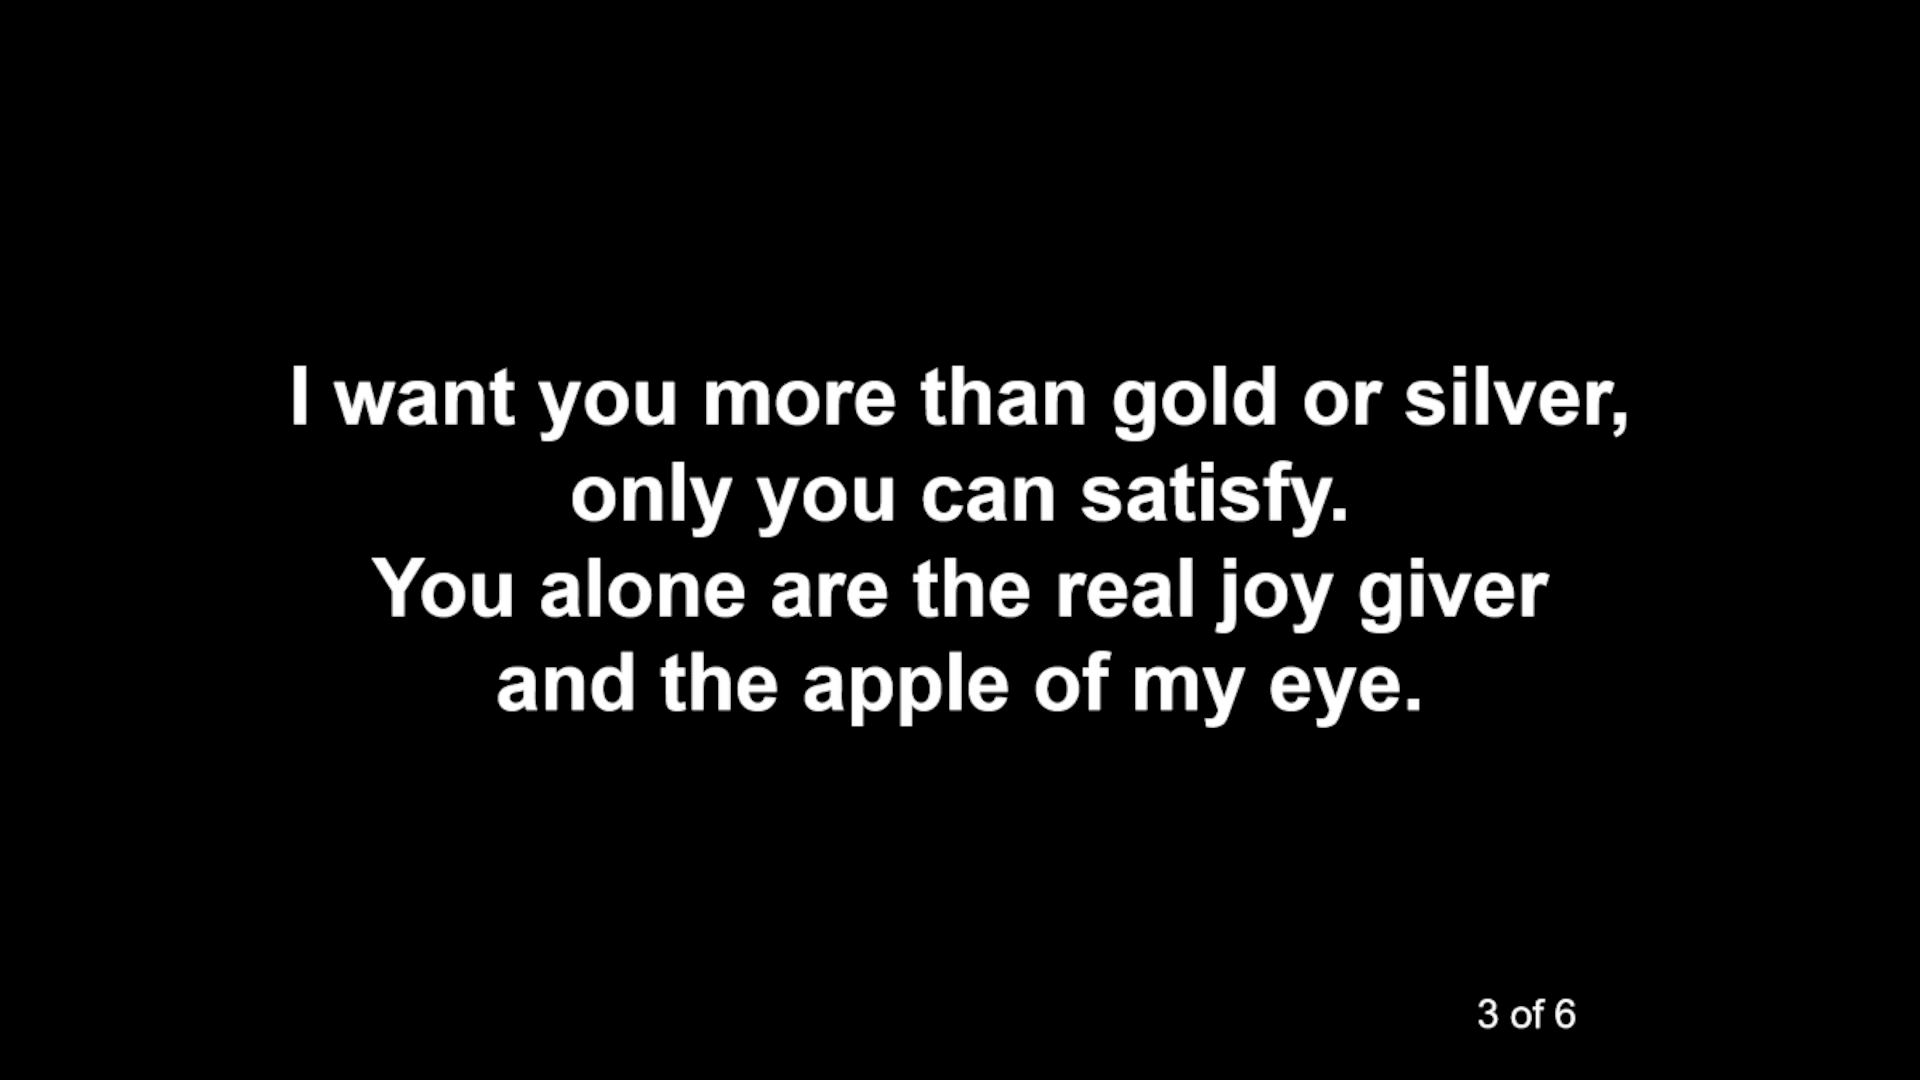 I want you more than gold or silver,
only you can satisfy.
You alone are the real joy giver
and the apple of my eye.
3 of 6